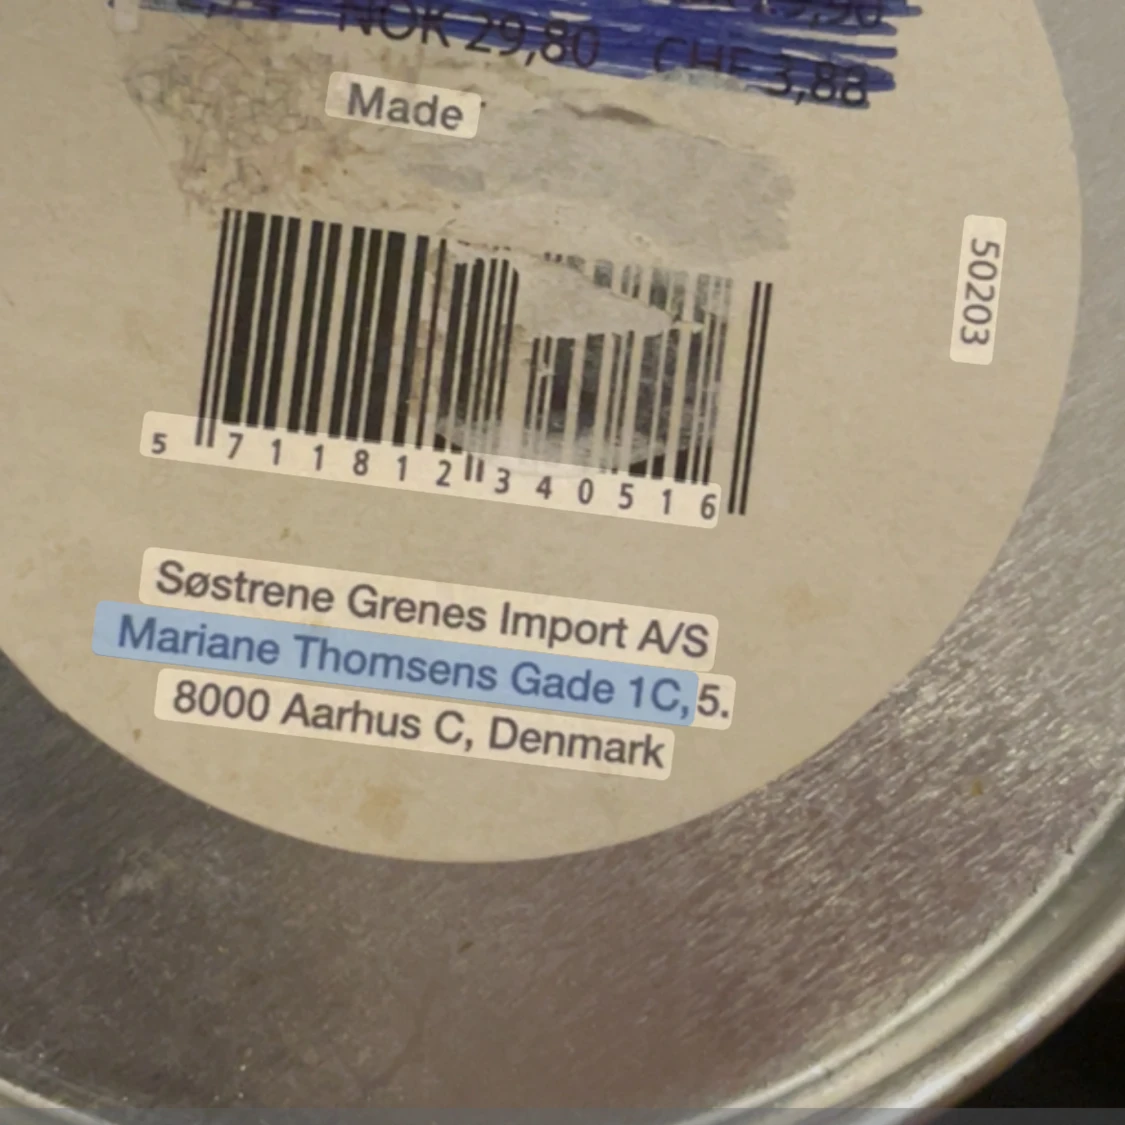 NOK 29,80 CHF 3,88
Made
50203
5 711812 340516
Søstrene Grenes Import A/S
Mariane Thomsens Gade 1C, 5.
8000 Aarhus C, Denmark